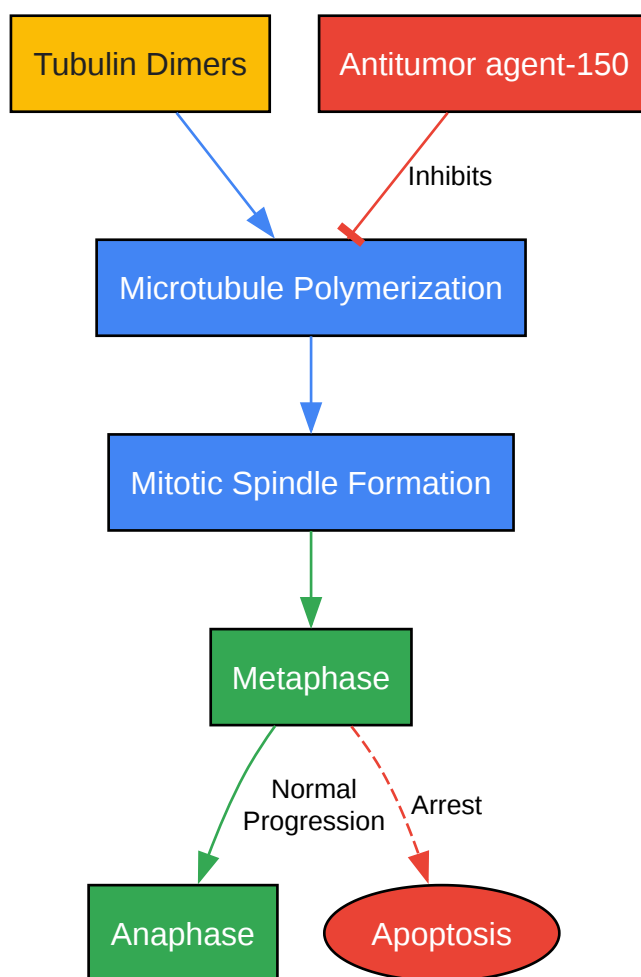 Tubulin Dimers
Antitumor agent-150
Inhibits
Microtubule Polymerization
Mitotic Spindle Formation
Metaphase
Normal
Progression
Arrest
Anaphase
Apoptosis